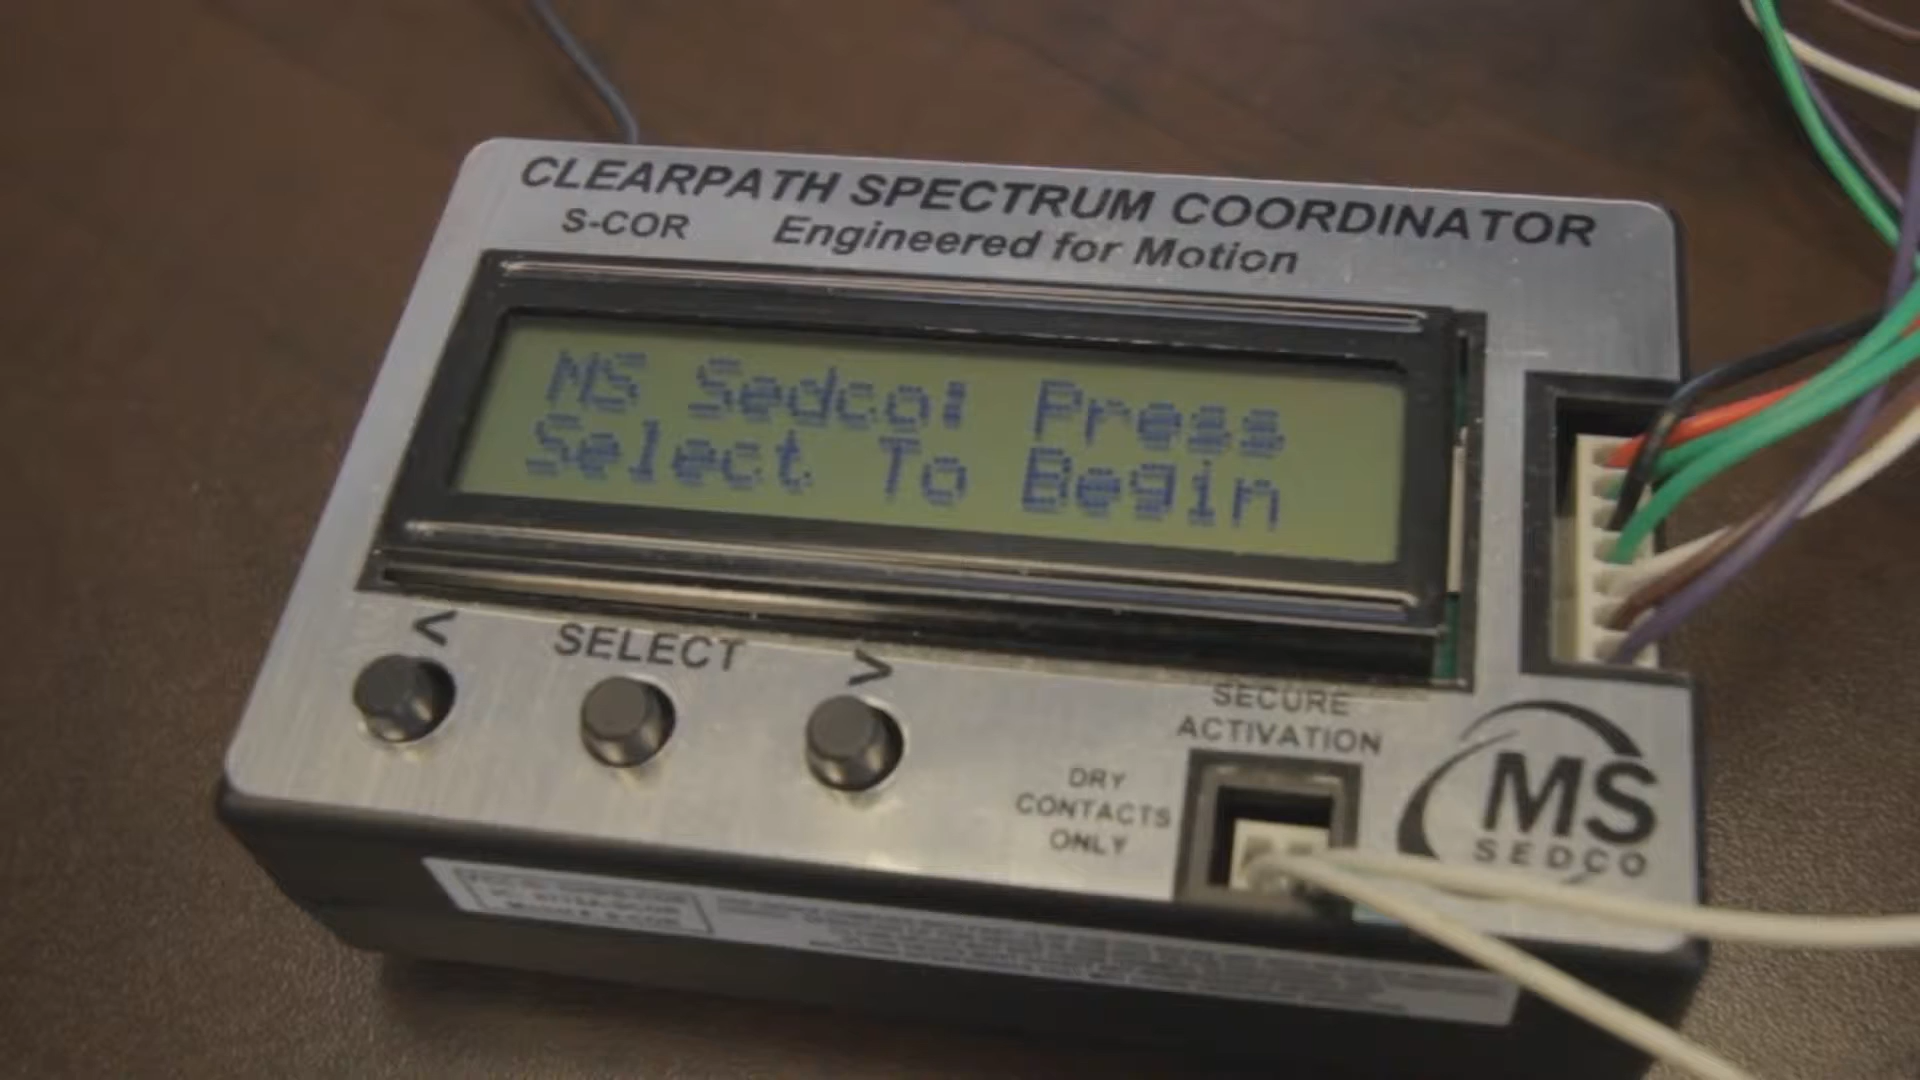 CLEARPATH SPECTRUM COORDINATOR
S-COR
Engineered for Motion
MS Sedco: Press
Select To Begin
<
SELECT
>
SECURE
ACTIVATION
DRY
CONTACTS
ONLY
MS
SEDCO